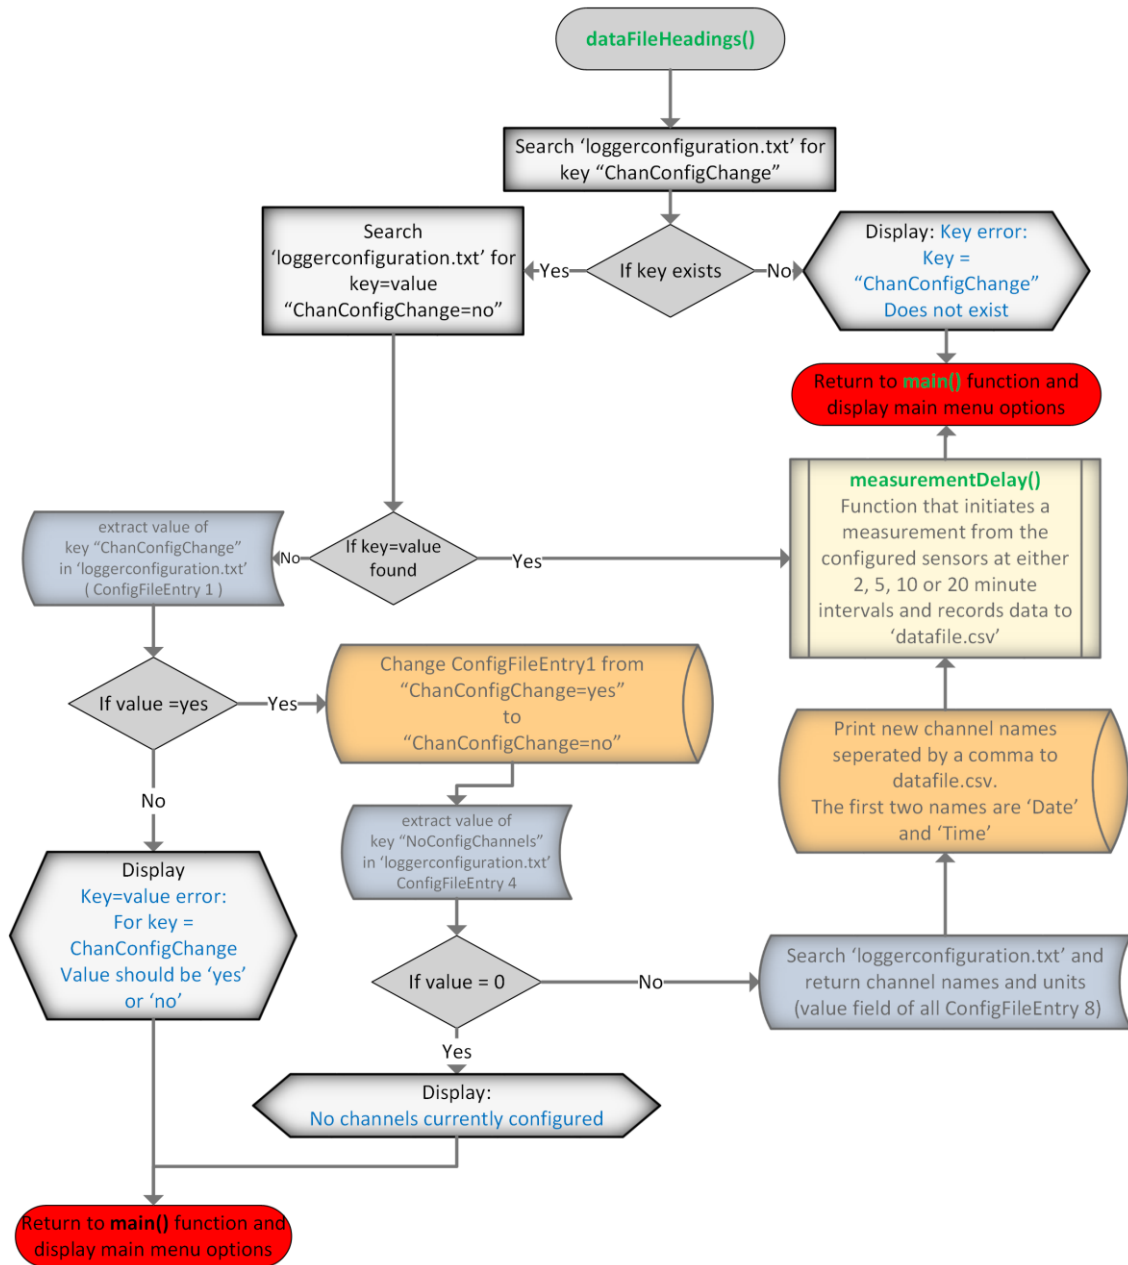 dataFileHeadings()
Search ‘loggerconfiguration.txt’ for
key “ChanConfigChange”
If key exists
Yes
No
Search
‘loggerconfiguration.txt’ for
key=value
“ChanConfigChange=no”
Display: Key error:
Key =
“ChanConfigChange”
Does not exist
Return to main() function and
display main menu options
measurementDelay()
Function that initiates a
measurement from the
configured sensors at either
2, 5, 10 or 20 minute
intervals and records data to
‘datafile.csv’
If key=value
found
No
Yes
extract value of
key “ChanConfigChange”
in ‘loggerconfiguration.txt’
( ConfigFileEntry 1 )
If value =yes
Yes
No
Change ConfigFileEntry1 from
“ChanConfigChange=yes”
to
“ChanConfigChange=no”
Print new channel names
seperated by a comma to
datafile.csv.
The first two names are ‘Date’
and ‘Time’
extract value of
key “NoConfigChannels”
in ‘loggerconfiguration.txt’
ConfigFileEntry 4
Display
Key=value error:
For key =
ChanConfigChange
Value should be ‘yes’
or ‘no’
If value = 0
No
Yes
Search ‘loggerconfiguration.txt’ and
return channel names and units
(value field of all ConfigFileEntry 8)
Display:
No channels currently configured
Return to main() function and
display main menu options